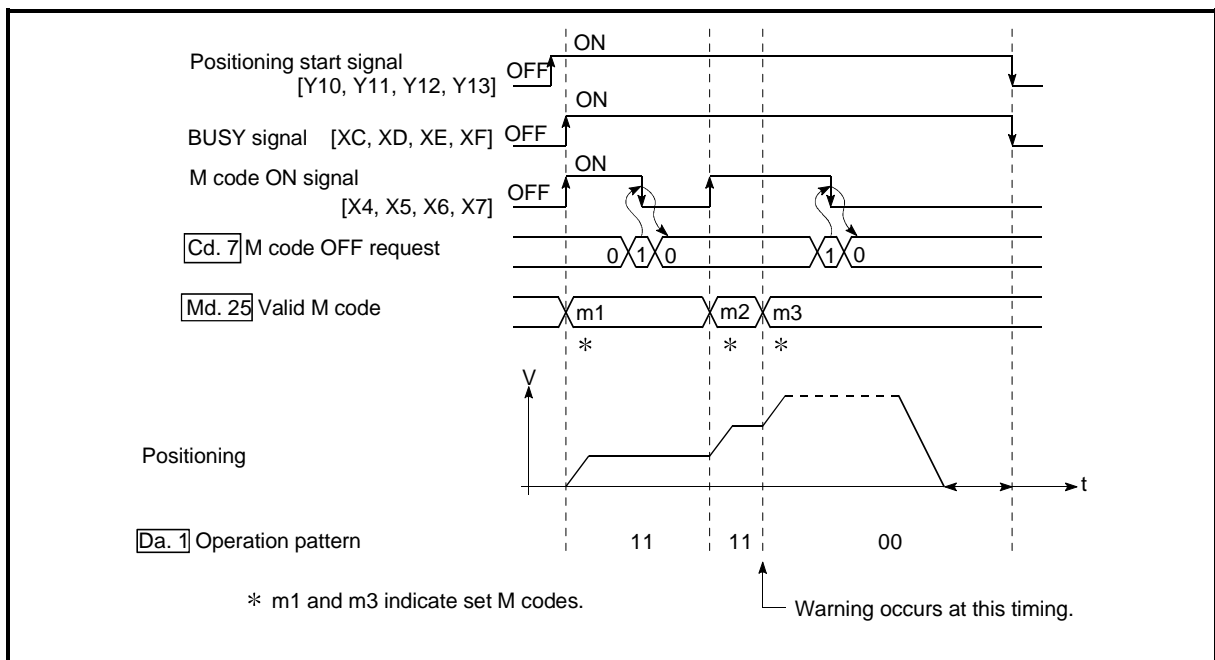 ON
Positioning start signal
OFF
[Y10, Y11, Y12, Y13]
ON
BUSY signal [XC, XD, XE, XF] OFF
M code ON signal
ON
OFF
[X4, X5, X6, X7]
Cd. 7 M code OFF request
0 1 0 1 0
Md. 25 Valid M code
m1 m2 m3
* * *
V
Positioning
t
Da. 1 Operation pattern 11 11 00
* m1 and m3 indicate set M codes.
Warning occurs at this timing.